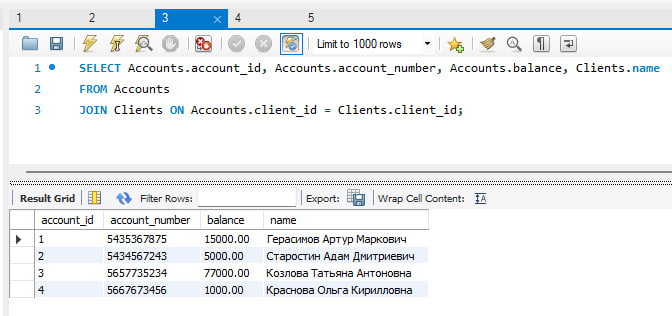 1 2 3 × 4 5
Limit to 1000 rows
1 SELECT Accounts.account_id, Accounts.account_number, Accounts.balance, Clients.name
2 FROM Accounts
3 JOIN Clients ON Accounts.client_id = Clients.client_id;
Result Grid Filter Rows: Export: Wrap Cell Content: IA
account_id account_number balance name
1 5435367875 15000.00 Герасимов Артур Маркович
2 5434567243 5000.00 Старостин Адам Дмитриевич
3 5657735234 77000.00 Козлова Татьяна Антоновна
4 5667673456 1000.00 Краснова Ольга Кирилловна